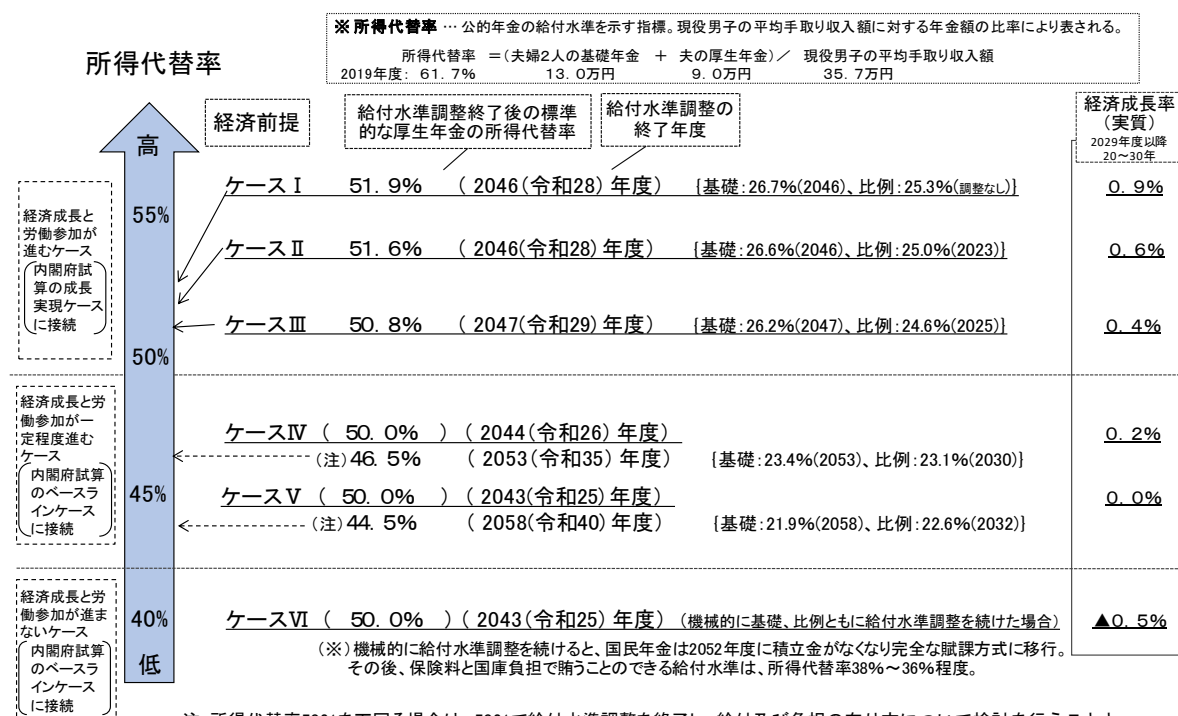 ※所得代替率 … 公的年金の給付水準を示す指標。現役男子の平均手取り収入額に対する年金額の比率により表される。
所得代替率 ＝(夫婦2人の基礎年金 ＋ 夫の厚生年金)／ 現役男子の平均手取り収入額
2019年度： 61.7% 13.0万円 9.0万円 35.7万円
所得代替率
高
55%
50%
45%
40%
低
経済前提
給付水準調整終了後の標準
的な厚生年金の所得代替率
給付水準調整の
終了年度
経済成長率
(実質)
2029年度以降
20～30年
経済成長と
労働参加が
進むケース
内閣府試
算の成長
実現ケース
に接続
ケースⅠ 51.9% （ 2046(令和28) 年度） {基礎：26.7%(2046)、比例：25.3%(調整なし)} 0.9%
ケースⅡ 51.6% （ 2046(令和28) 年度） {基礎：26.6%(2046)、比例：25.0%(2023)} 0.6%
ケースⅢ 50.8% （ 2047(令和29) 年度） {基礎：26.2%(2047)、比例：24.6%(2025)} 0.4%
経済成長と労
働参加が一
定程度進む
ケース
内閣府試算
のベースラ
インケース
に接続
ケースⅣ （ 50.0% ）（ 2044(令和26) 年度） 0.2%
(注) 46.5% （ 2053(令和35) 年度） {基礎：23.4%(2053)、比例：23.1%(2030)}
ケースⅤ （ 50.0% ）（ 2043(令和25) 年度） 0.0%
(注) 44.5% （ 2058(令和40) 年度） {基礎：21.9%(2058)、比例：22.6%(2032)}
経済成長と労
働参加が進ま
ないケース
内閣府試算
のベースラ
インケース
に接続
ケースⅥ （ 50.0% ）（ 2043(令和25) 年度） (機械的に基礎、比例ともに給付水準調整を続けた場合) ▲0.5%
(※) 機械的に給付水準調整を続けると、国民年金は2052年度に積立金がなくなり完全な賦課方式に移行。
その後、保険料と国庫負担で賄うことのできる給付水準は、所得代替率38%～36%程度。